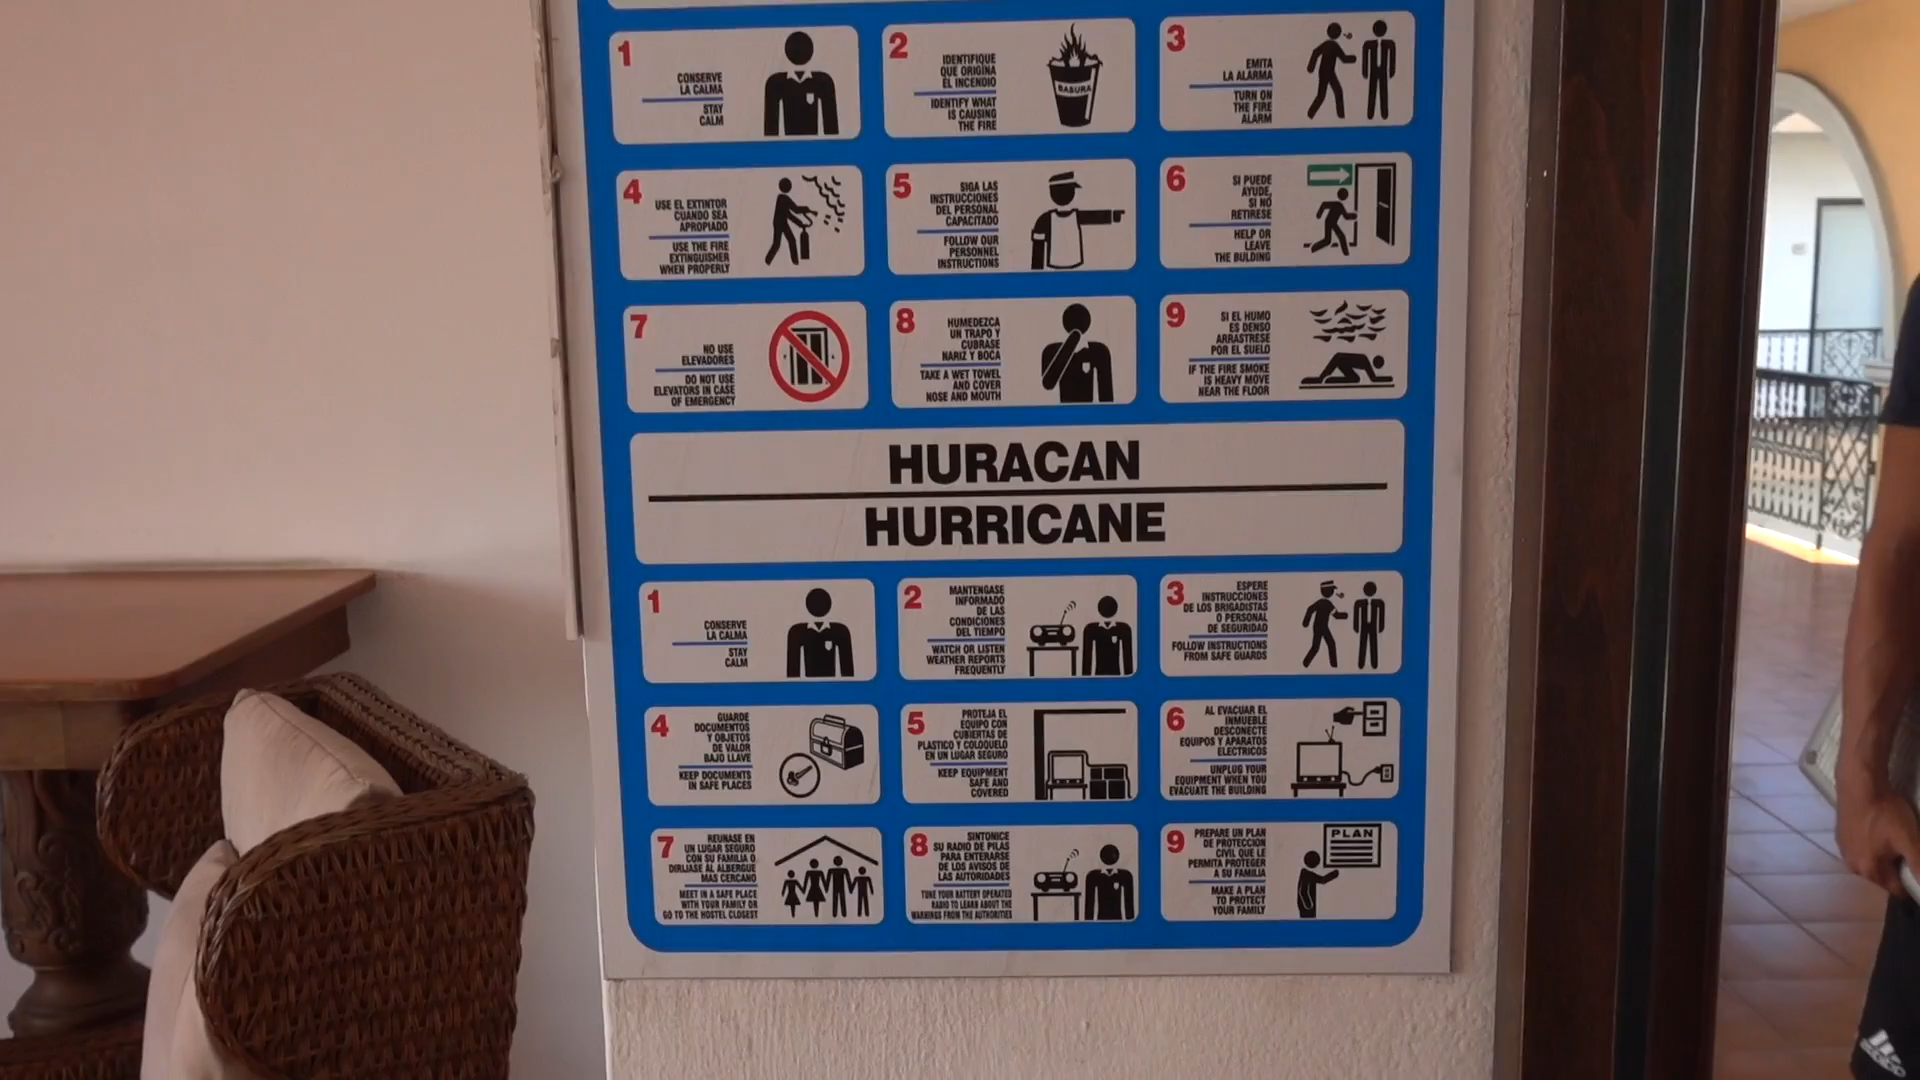 1
CONSERVE
LA CALMA
STAY
CALM
2
IDENTIFIQUE
QUE ORIGINA
EL INCENDIO
IDENTIFY WHAT
IS CAUSING
THE FIRE
BASURA
3
EMITA
LA ALARMA
TURN ON
THE FIRE
ALARM
4
USE EL EXTINTOR
CUANDO SEA
APROPIADO
USE THE FIRE
EXTINGUISHER
WHEN PROPERLY
5
SIGA LAS
INSTRUCCIONES
DEL PERSONAL
CAPACITADO
FOLLOW OUR
PERSONNEL
INSTRUCTIONS
6
SI PUEDE
AYUDE,
SI NO
RETIRESE
HELP OR
LEAVE
THE BULDING
7
NO USE
ELEVADORES
DO NOT USE
ELEVATORS IN CASE
OF EMERGENCY
8
HUMEDEZCA
UN TRAPO Y
CUBRASE
NARIZ Y BOCA
TAKE A WET TOWEL
AND COVER
NOSE AND MOUTH
9
SI EL HUMO
ES DENSO
ARRASTRESE
POR EL SUELO
IF THE FIRE SMOKE
IS HEAVY MOVE
NEAR THE FLOOR
HURACAN
HURRICANE
1
CONSERVE
LA CALMA
STAY
CALM
2
MANTENGASE
INFORMADO
DE LAS
CONDICIONES
DEL TIEMPO
WATCH OR LISTEN
WEATHER REPORTS
FREQUENTLY
3
ESPERE
INSTRUCCIONES
DE LOS BRIGADISTAS
O PERSONAL
DE SEGURIDAD
FOLLOW INSTRUCTIONS
FROM SAFE GUARDS
4
GUARDE
DOCUMENTOS
Y OBJETOS
DE VALOR
BAJO LLAVE
KEEP DOCUMENTS
IN SAFE PLACES
5
PROTEJA EL
EQUIPO CON
CUBIERTAS DE
PLASTICO Y COLOQUELO
EN UN LUGAR SEGURO
KEEP EQUIPMENT
SAFE AND
COVERED
6
AL EVACUAR EL
INMUEBLE
DESCONECTE
EQUIPOS Y APARATOS
ELECTRICOS
UNPLUG YOUR
EQUIPMENT WHEN YOU
EVACUATE THE BUILDING
7
REUNASE EN
UN LUGAR SEGURO
CON SU FAMILIA O
DIRIJASE AL ALBERGUE
MAS CERCANO
MEET IN A SAFE PLACE
WITH YOUR FAMILY OR
GO TO THE HOSTEL CLOSEST
8
SINTONICE
SU RADIO DE PILAS
PARA ENTERARSE
DE LOS AVISOS DE
LAS AUTORIDADES
TUNE YOUR BATTERY OPERATED
RADIO TO LEARN ABOUT THE
WARNINGS FROM THE AUTHORITIES
9
PREPARE UN PLAN
DE PROTECCION
CIVIL QUE LE
PERMITA PROTEGER
A SU FAMILIA
MAKE A PLAN
TO PROTECT
YOUR FAMILY
PLAN